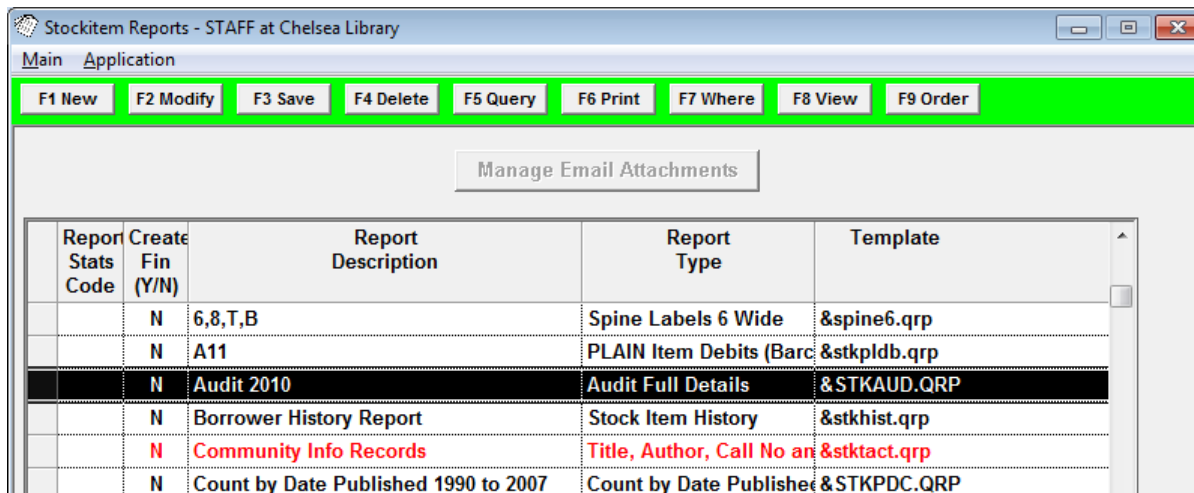 Stockitem Reports - STAFF at Chelsea Library
Main Application
F1 New F2 Modify F3 Save F4 Delete F5 Query F6 Print F7 Where F8 View F9 Order
Manage Email Attachments
Report Stats Code Create Fin (Y/N) Report Description Report Type Template
N 6,8,T,B Spine Labels 6 Wide &spine6.qrp
N A11 PLAIN Item Debits (Barc &stkpldb.qrp
N Audit 2010 Audit Full Details &STKAUD.QRP
N Borrower History Report Stock Item History &stkhist.qrp
N Community Info Records Title, Author, Call No an &stktact.qrp
N Count by Date Published 1990 to 2007 Count by Date Published &STKPDC.QRP